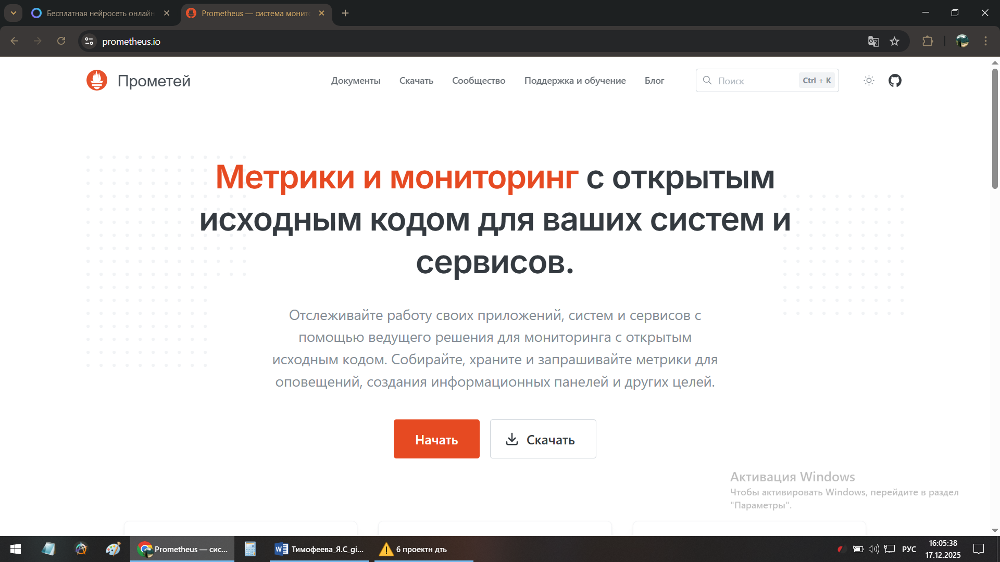 Бесплатная нейросеть онлайн
Prometheus — система монито
prometheus.io
Прометей
Документы
Скачать
Сообщество
Поддержка и обучение
Блог
Поиск
Ctrl + K
Метрики и мониторинг с открытым
исходным кодом для ваших систем и
сервисов.
Отслеживайте работу своих приложений, систем и сервисов с
помощью ведущего решения для мониторинга с открытым
исходным кодом. Собирайте, храните и запрашивайте метрики для
оповещений, создания информационных панелей и других целей.
Начать
Скачать
Активация Windows
Чтобы активировать Windows, перейдите в раздел
"Параметры".
Prometheus — сис...
Тимофеева_Я.С_gi...
6 проектн дть
РУС
16:05:38
17.12.2025